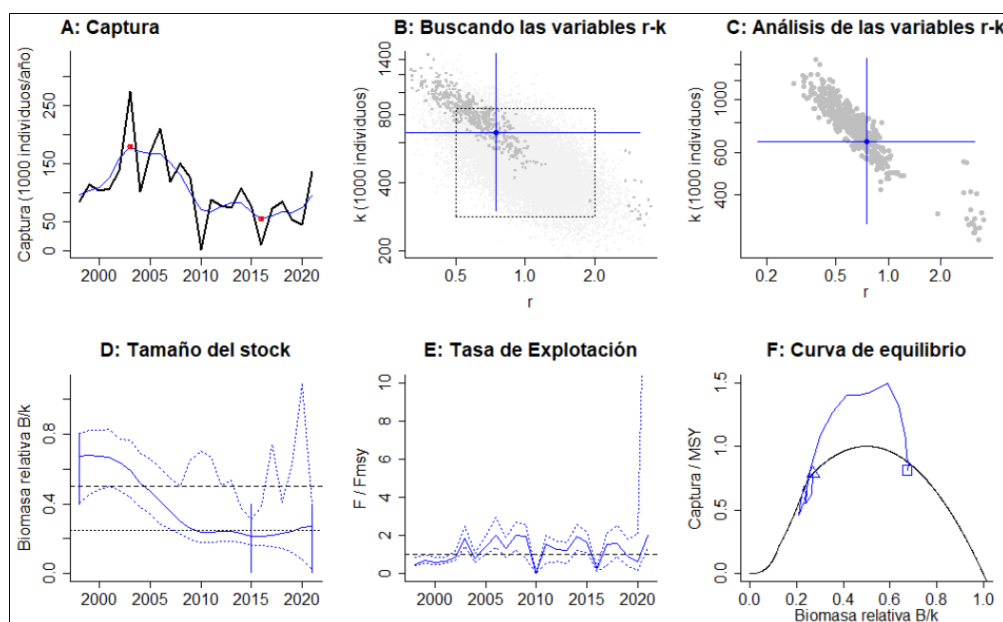 A: Captura
Captura (1000 individuos/año)
0 50 150 250
2000 2005 2010 2015 2020
B: Buscando las variables r-k
k (1000 individuos)
200 400 800 1400
0.5 1.0 2.0
r
C: Análisis de las variables r-k
k (1000 individuos)
400 600 1000
0.2 0.5 1.0 2.0
r
D: Tamaño del stock
Biomasa relativa B/k
0.0 0.4 0.8
2000 2005 2010 2015 2020
E: Tasa de Explotación
F / Fmsy
0 2 4 6 8 10
2000 2005 2010 2015 2020
F: Curva de equilibrio
Captura / MSY
0.0 0.5 1.0 1.5
0.0 0.2 0.4 0.6 0.8 1.0
Biomasa relativa B/k